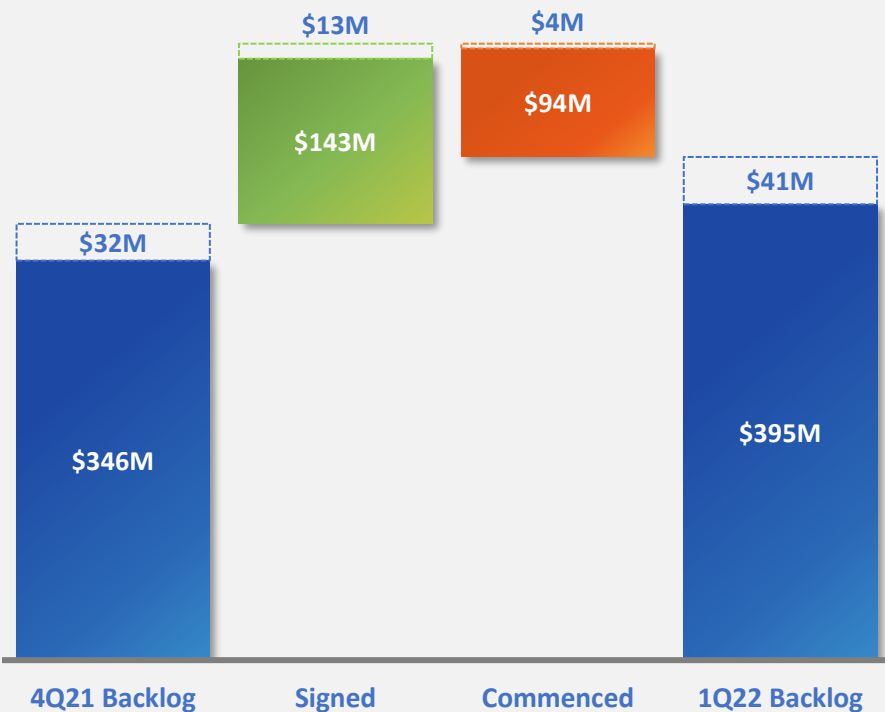 $13M
$4M
$94M
$143M
$41M
$32M
$395M
$346M
4Q21 Backlog
Signed
Commenced
1Q22 Backlog